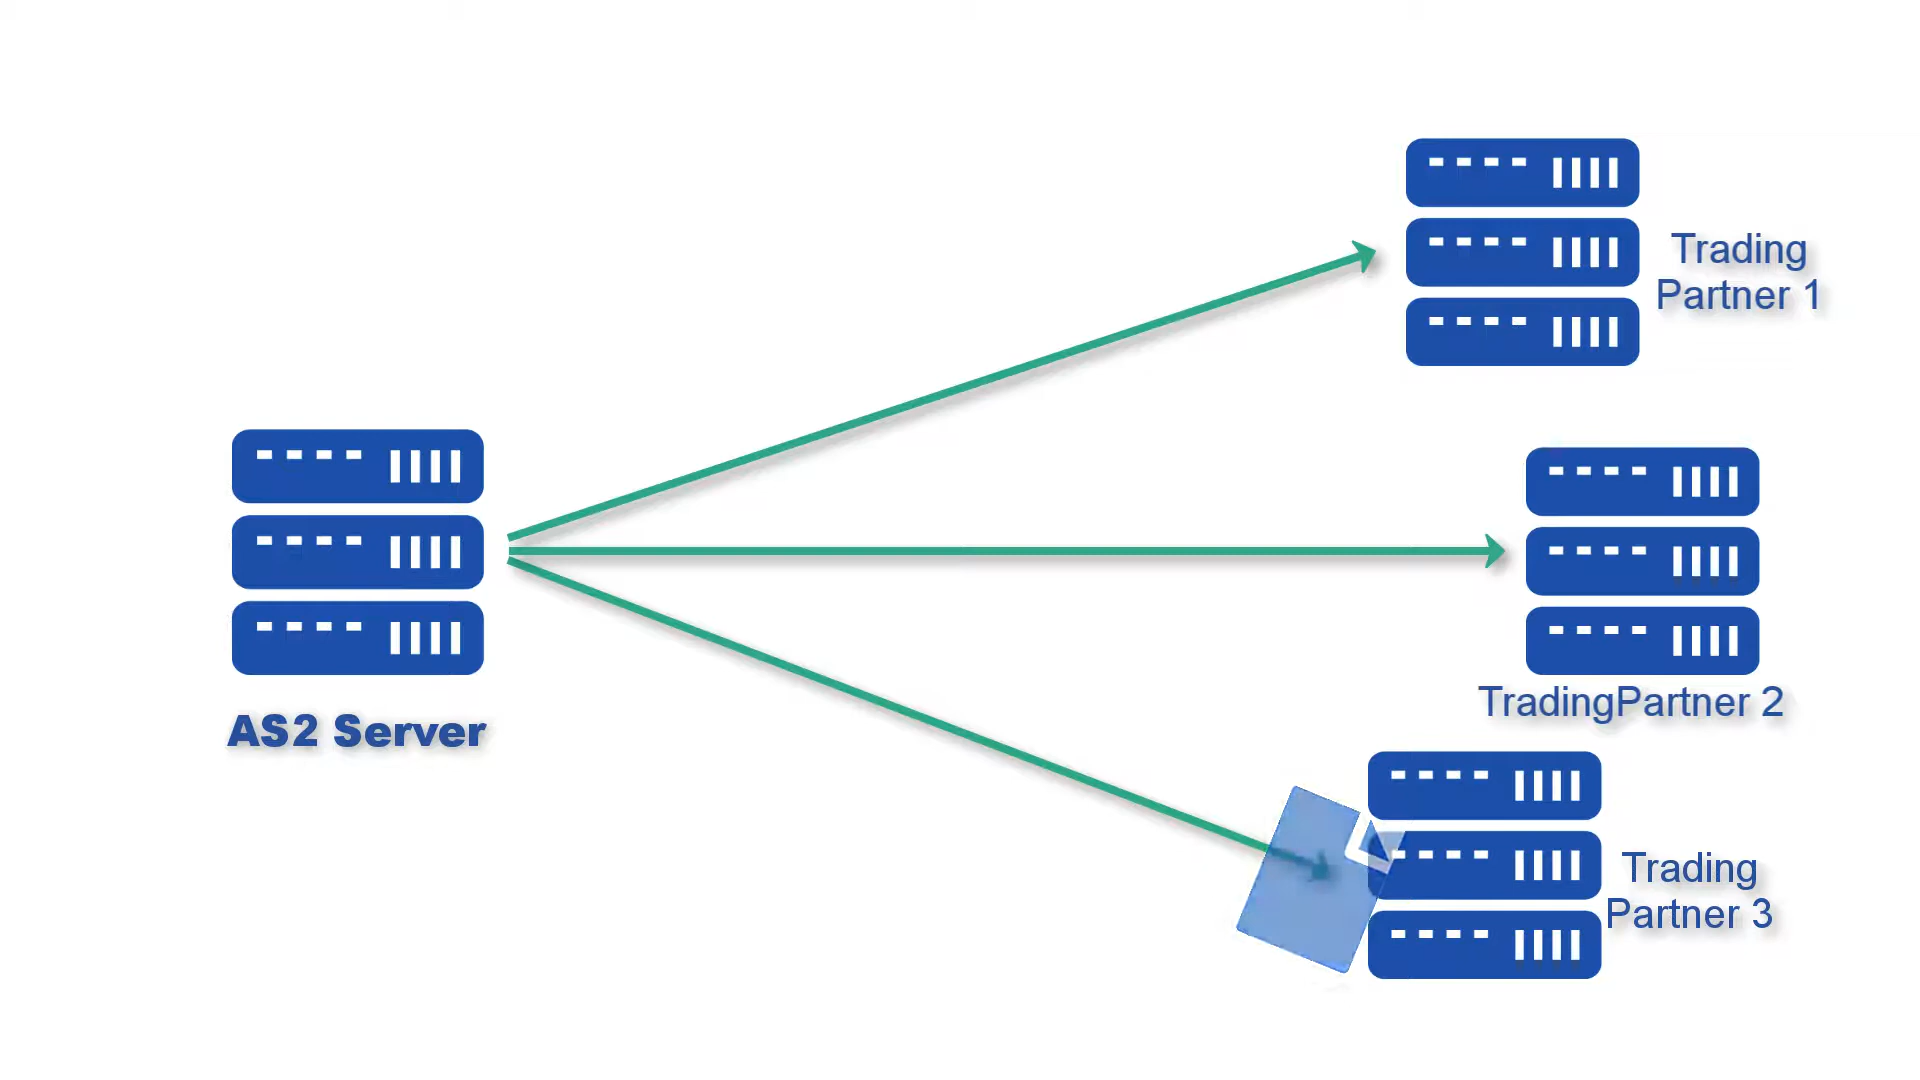 Trading
Partner 1
AS2 Server
TradingPartner 2
Trading
Partner 3